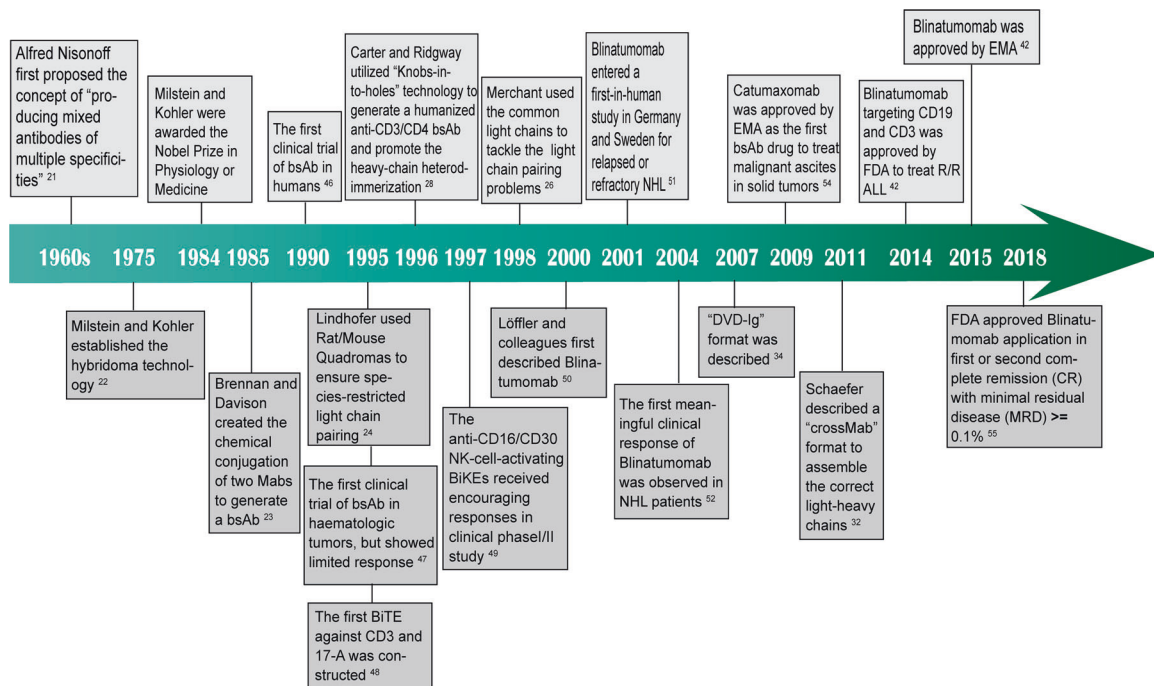 Alfred Nisonoff
first proposed the
concept of “pro-
ducing mixed
antibodies of
multiple specifici-
ties” 21
Milstein and
Kohler were
awarded the
Nobel Prize in
Physiology or
Medicine
The first
clinical trial
of bsAb in
humans 46
Carter and Ridgway
utilized “Knobs-in-
to-holes” technology to
generate a humanized
anti-CD3/CD4 bsAb
and promote the
heavy-chain heterod-
immerization 28
Merchant used
the common
light chains to
tackle the light
chain pairing
problems 26
Blinatumomab
entered a
first-in-human
study in Germany
and Sweden for
relapsed or
refractory NHL 51
Catumaxomab
was approved by
EMA as the first
bsAb drug to treat
malignant ascites
in solid tumors 54
Blinatumomab
targeting CD19
and CD3 was
approved by
FDA to treat R/R
ALL 42
Blinatumomab was
approved by EMA 42
1960s 1975 1984 1985 1990 1995 1996 1997 1998 2000 2001 2004 2007 2009 2011 2014 2015 2018
Milstein and Kohler
established the
hybridoma technol-
ogy 22
Brennan and
Davison
created the
chemical
conjugation
of two Mabs
to generate
a bsAb 23
Lindhofer used
Rat/Mouse
Quadromas to
ensure spe-
cies-restricted
light chain
pairing 24
The first clinical
trial of bsAb in
haematologic
tumors, but showed
limited response 47
The first BiTE
against CD3 and
17-A was con-
structed 48
The
anti-CD16/CD30
NK-cell-activating
BiKEs received
encouraging
responses in
clinical phaseI/II
study 49
Löffler and
colleagues first
described Blina-
tumomab 50
The first mean-
ingful clinical
response of
Blinatumomab
was observed in
NHL patients 52
“DVD-Ig”
format was
described 34
Schaefer
described a
“crossMab”
format to
assemble
the correct
light-heavy
chains 32
FDA approved Blinatu-
momab application in
first or second com-
plete remission (CR)
with minimal residual
disease (MRD) >=
0.1% 55